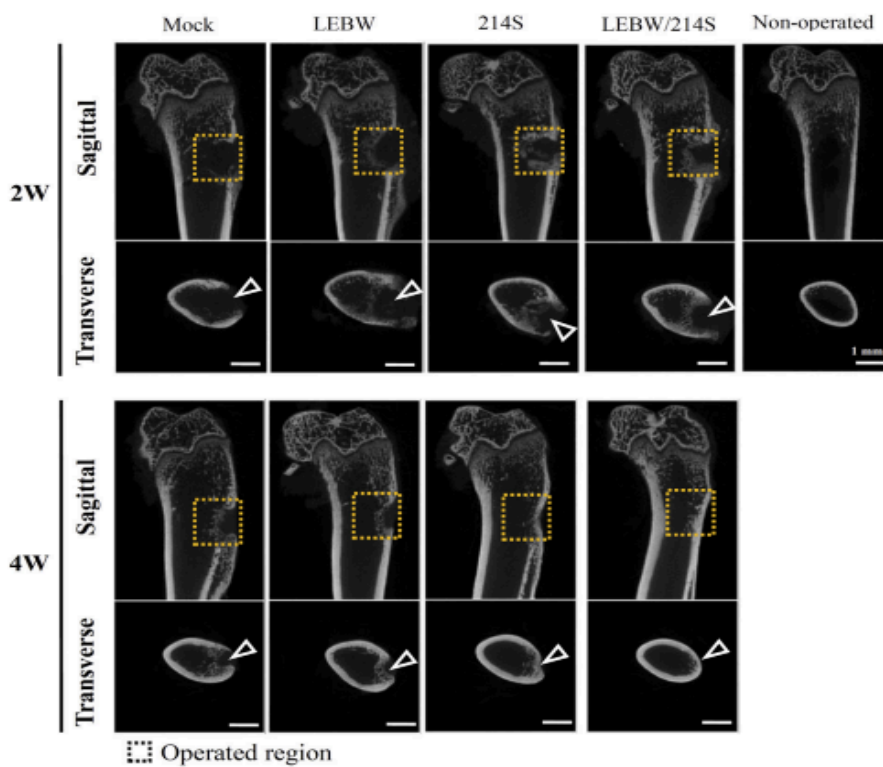 Mock LEBW 214S LEBW/214S Non-operated
2W
Sagittal
Transverse
1 mm
4W
Sagittal
Transverse
Operated region